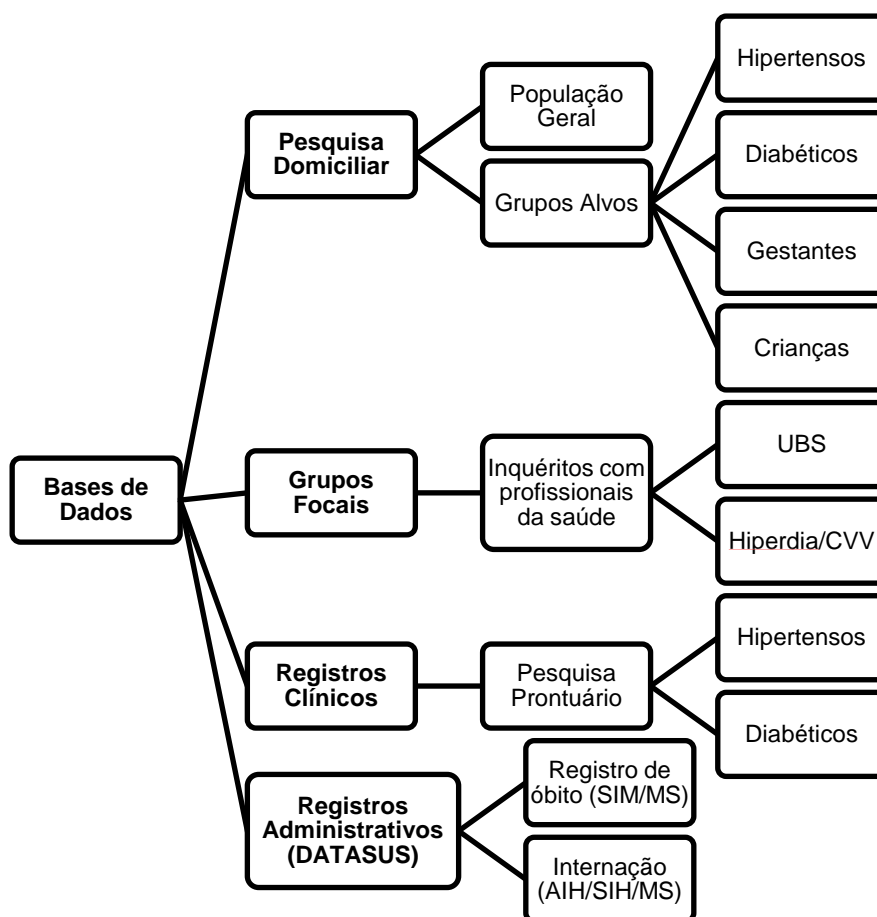 Hipertensos
População
Geral
Pesquisa
Domiciliar
Diabéticos
Grupos Alvos
Gestantes
Crianças
UBS
Bases de
Dados
Grupos
Focais
Inquéritos com
profissionais
da saúde
Hiperdia/CVV
Hipertensos
Registros
Clínicos
Pesquisa
Prontuário
Diabéticos
Registros
Administrativos
(DATASUS)
Registro de
óbito (SIM/MS)
Internação
(AIH/SIH/MS)